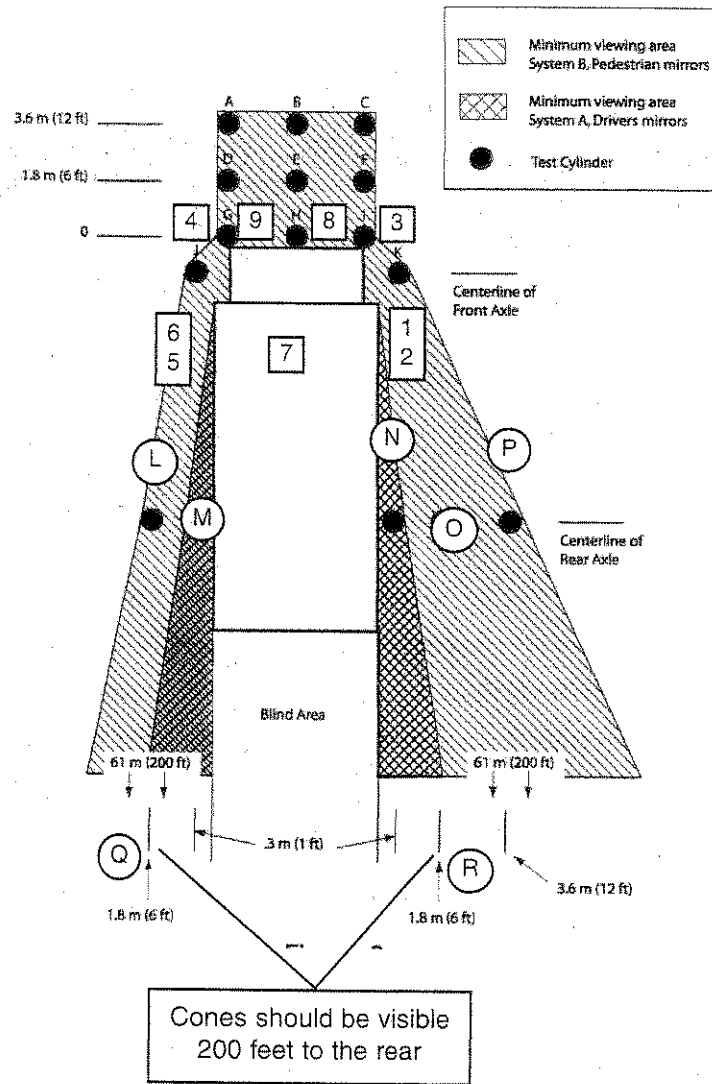 Minimum viewing area
System B, Pedestrian mirrors
Minimum viewing area
System A, Drivers mirrors
Test Cylinder
A B C
3.6 m (12 ft)
D E F
1.8 m (6 ft)
4 G 9 H 8 J 3
0
K
Centerline of
Front Axle
6
5
7
1
2
N
L P
M O
Centerline of
Rear Axle
Blind Area
61 m (200 ft) 61 m (200 ft)
.3 m (1 ft)
Q R
3.6 m (12 ft)
1.8 m (6 ft) 1.8 m (6 ft)
Cones should be visible
200 feet to the rear